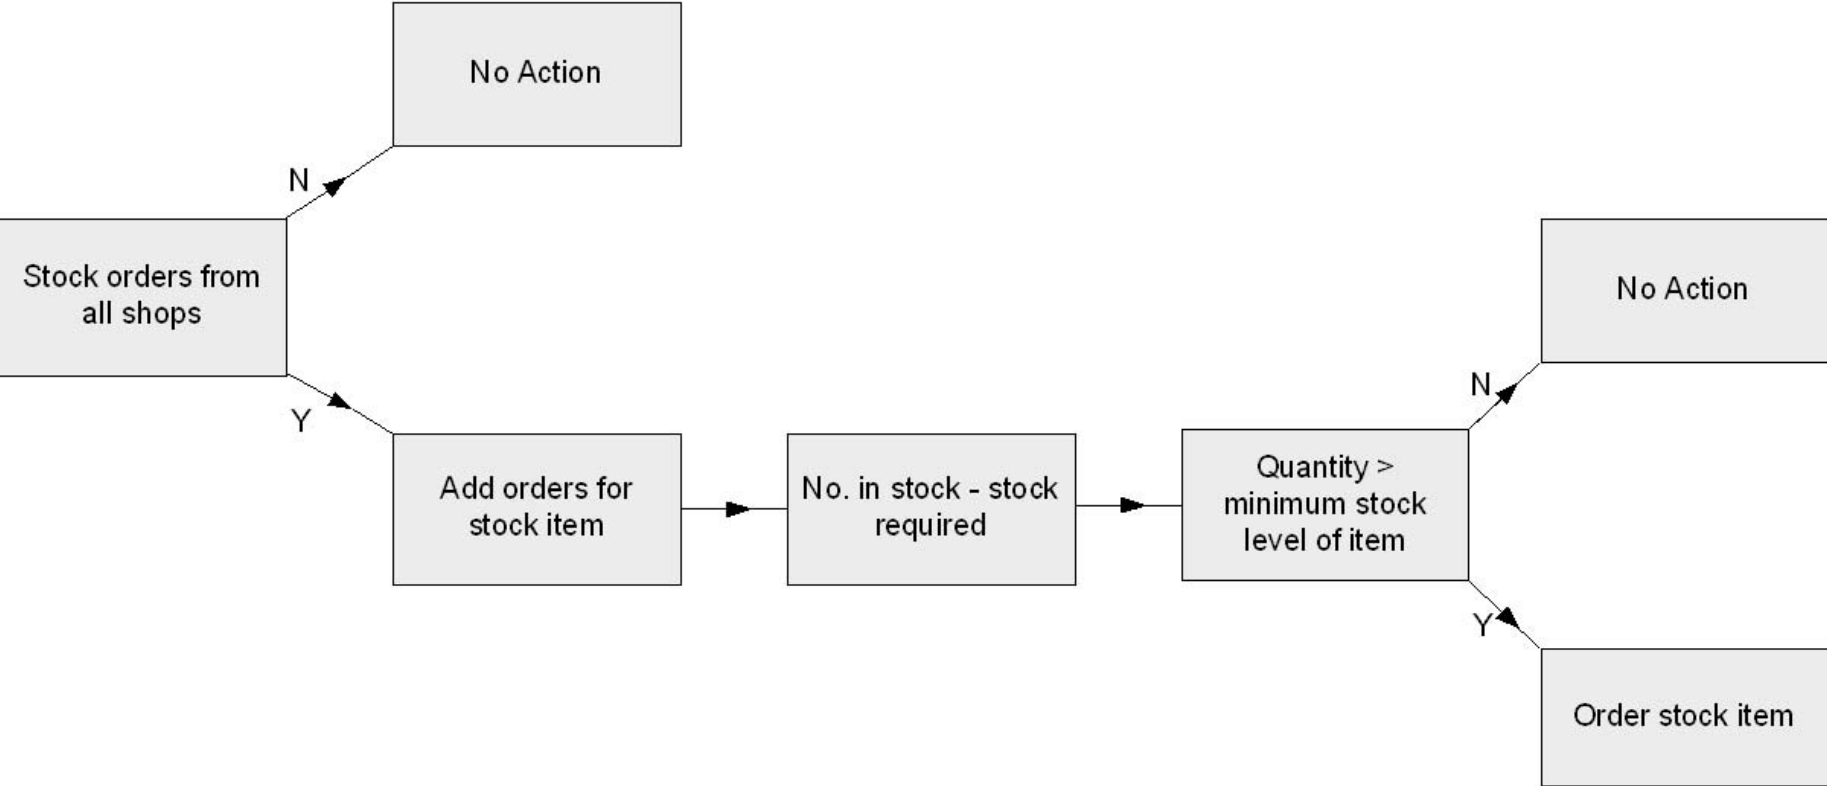 No Action
N
Stock orders from
all shops
Y
Add orders for
stock item
No. in stock - stock
required
Quantity >
minimum stock
level of item
N
No Action
Y
Order stock item